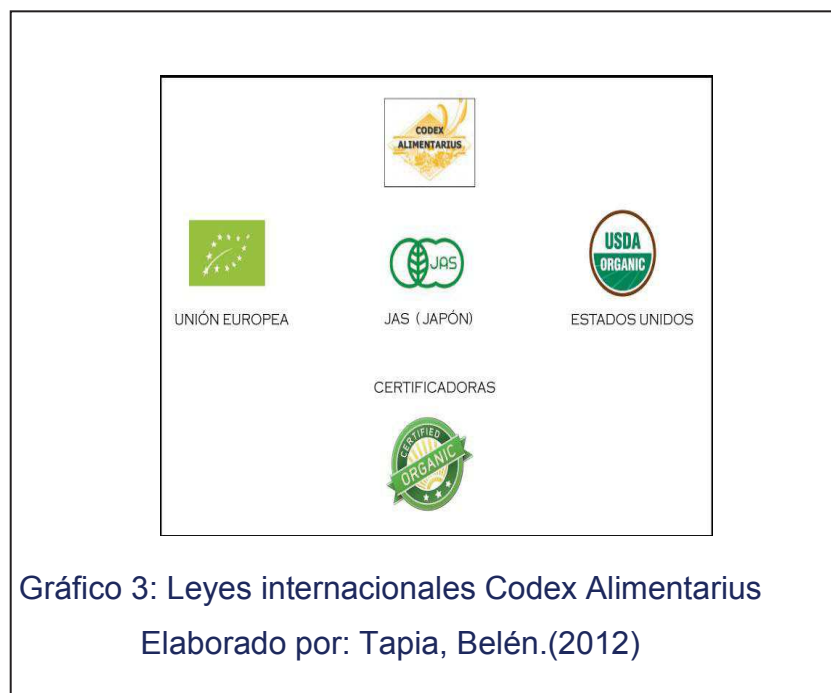 CODEX
ALIMENTARIUS
JAS
USDA
ORGANIC
UNIÓN EUROPEA
JAS (JAPÓN)
ESTADOS UNIDOS
CERTIFICADORAS
CERTIFIED
ORGANIC
Gráfico 3: Leyes internacionales Codex Alimentarius
Elaborado por: Tapia, Belén.(2012)